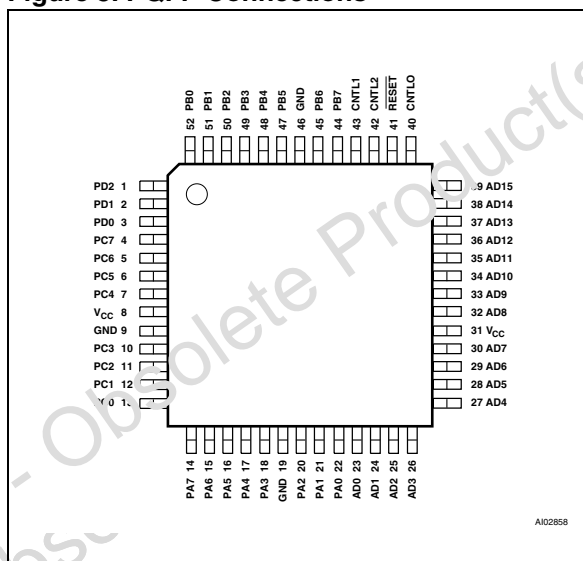 Figure Connections
52 PB0
51 PB1
50 PB2
49 PB3
48 PB4
47 PB5
46 GND
45 PB6
44 PB7
43 CNTL1
42 CNTL2
41 RESET
40 CNTL0
PD2 1
PD1 2
PD0 3
PC7 4
PC6 5
PC5 6
PC4 7
VCC 8
GND 9
PC3 10
PC2 11
PC1 12
AD15
38 AD14
37 AD13
36 AD12
35 AD11
34 AD10
33 AD9
32 AD8
31 VCC
30 AD7
29 AD6
28 AD5
27 AD4
PA7 14
PA6 15
PA5 16
PA4 17
PA3 18
GND 19
PA2 20
PA1 21
PA0 22
AD0 23
AD1 24
AD2 25
AD3 26
AI02858
- Obsolete Product(s